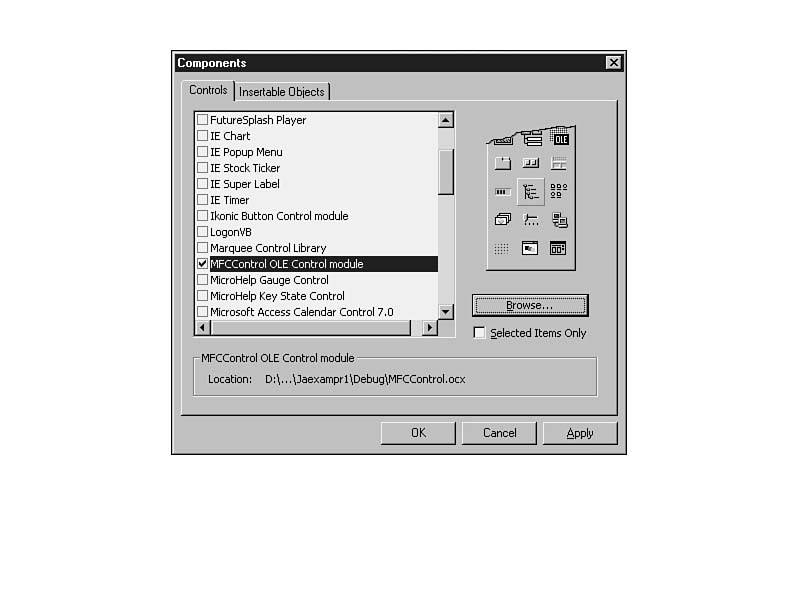 Components
Controls
Insertable Objects
FutureSplash Player
IE Chart
IE Popup Menu
IE Stock Ticker
IE Super Label
IE Timer
Ikonic Button Control module
LogonVB
Marquee Control Library
MFCControl OLE Control module
MicroHelp Gauge Control
MicroHelp Key State Control
Microsoft Access Calendar Control 7.0
OLE
Browse...
Selected Items Only
MFCControl OLE Control module
Location: D:\...\Jaexampr1\Debug\MFCControl.ocx
OK
Cancel
Apply